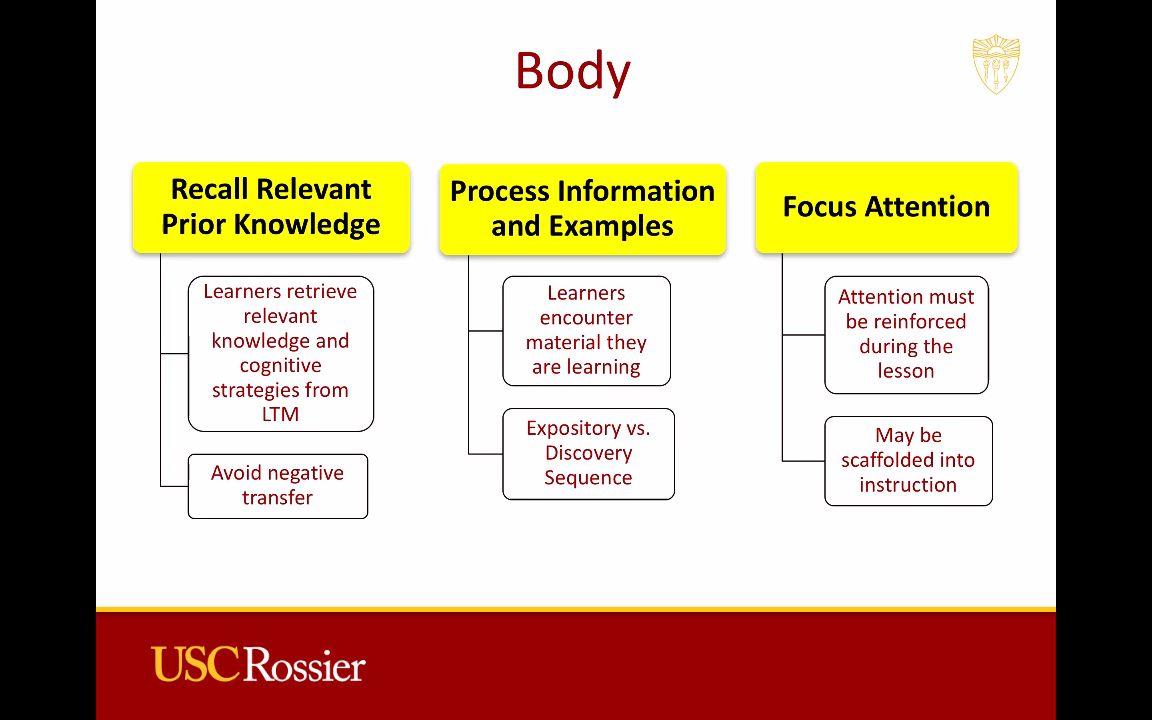 Body
Recall Relevant
Prior Knowledge
Learners retrieve
relevant
knowledge and
cognitive
strategies from
LTM
Avoid negative
transfer
Process Information
and Examples
Learners
encounter
material they
are learning
Expository vs.
Discovery
Sequence
Focus Attention
Attention must
be reinforced
during the
lesson
May be
scaffolded into
instruction
USC Rossier